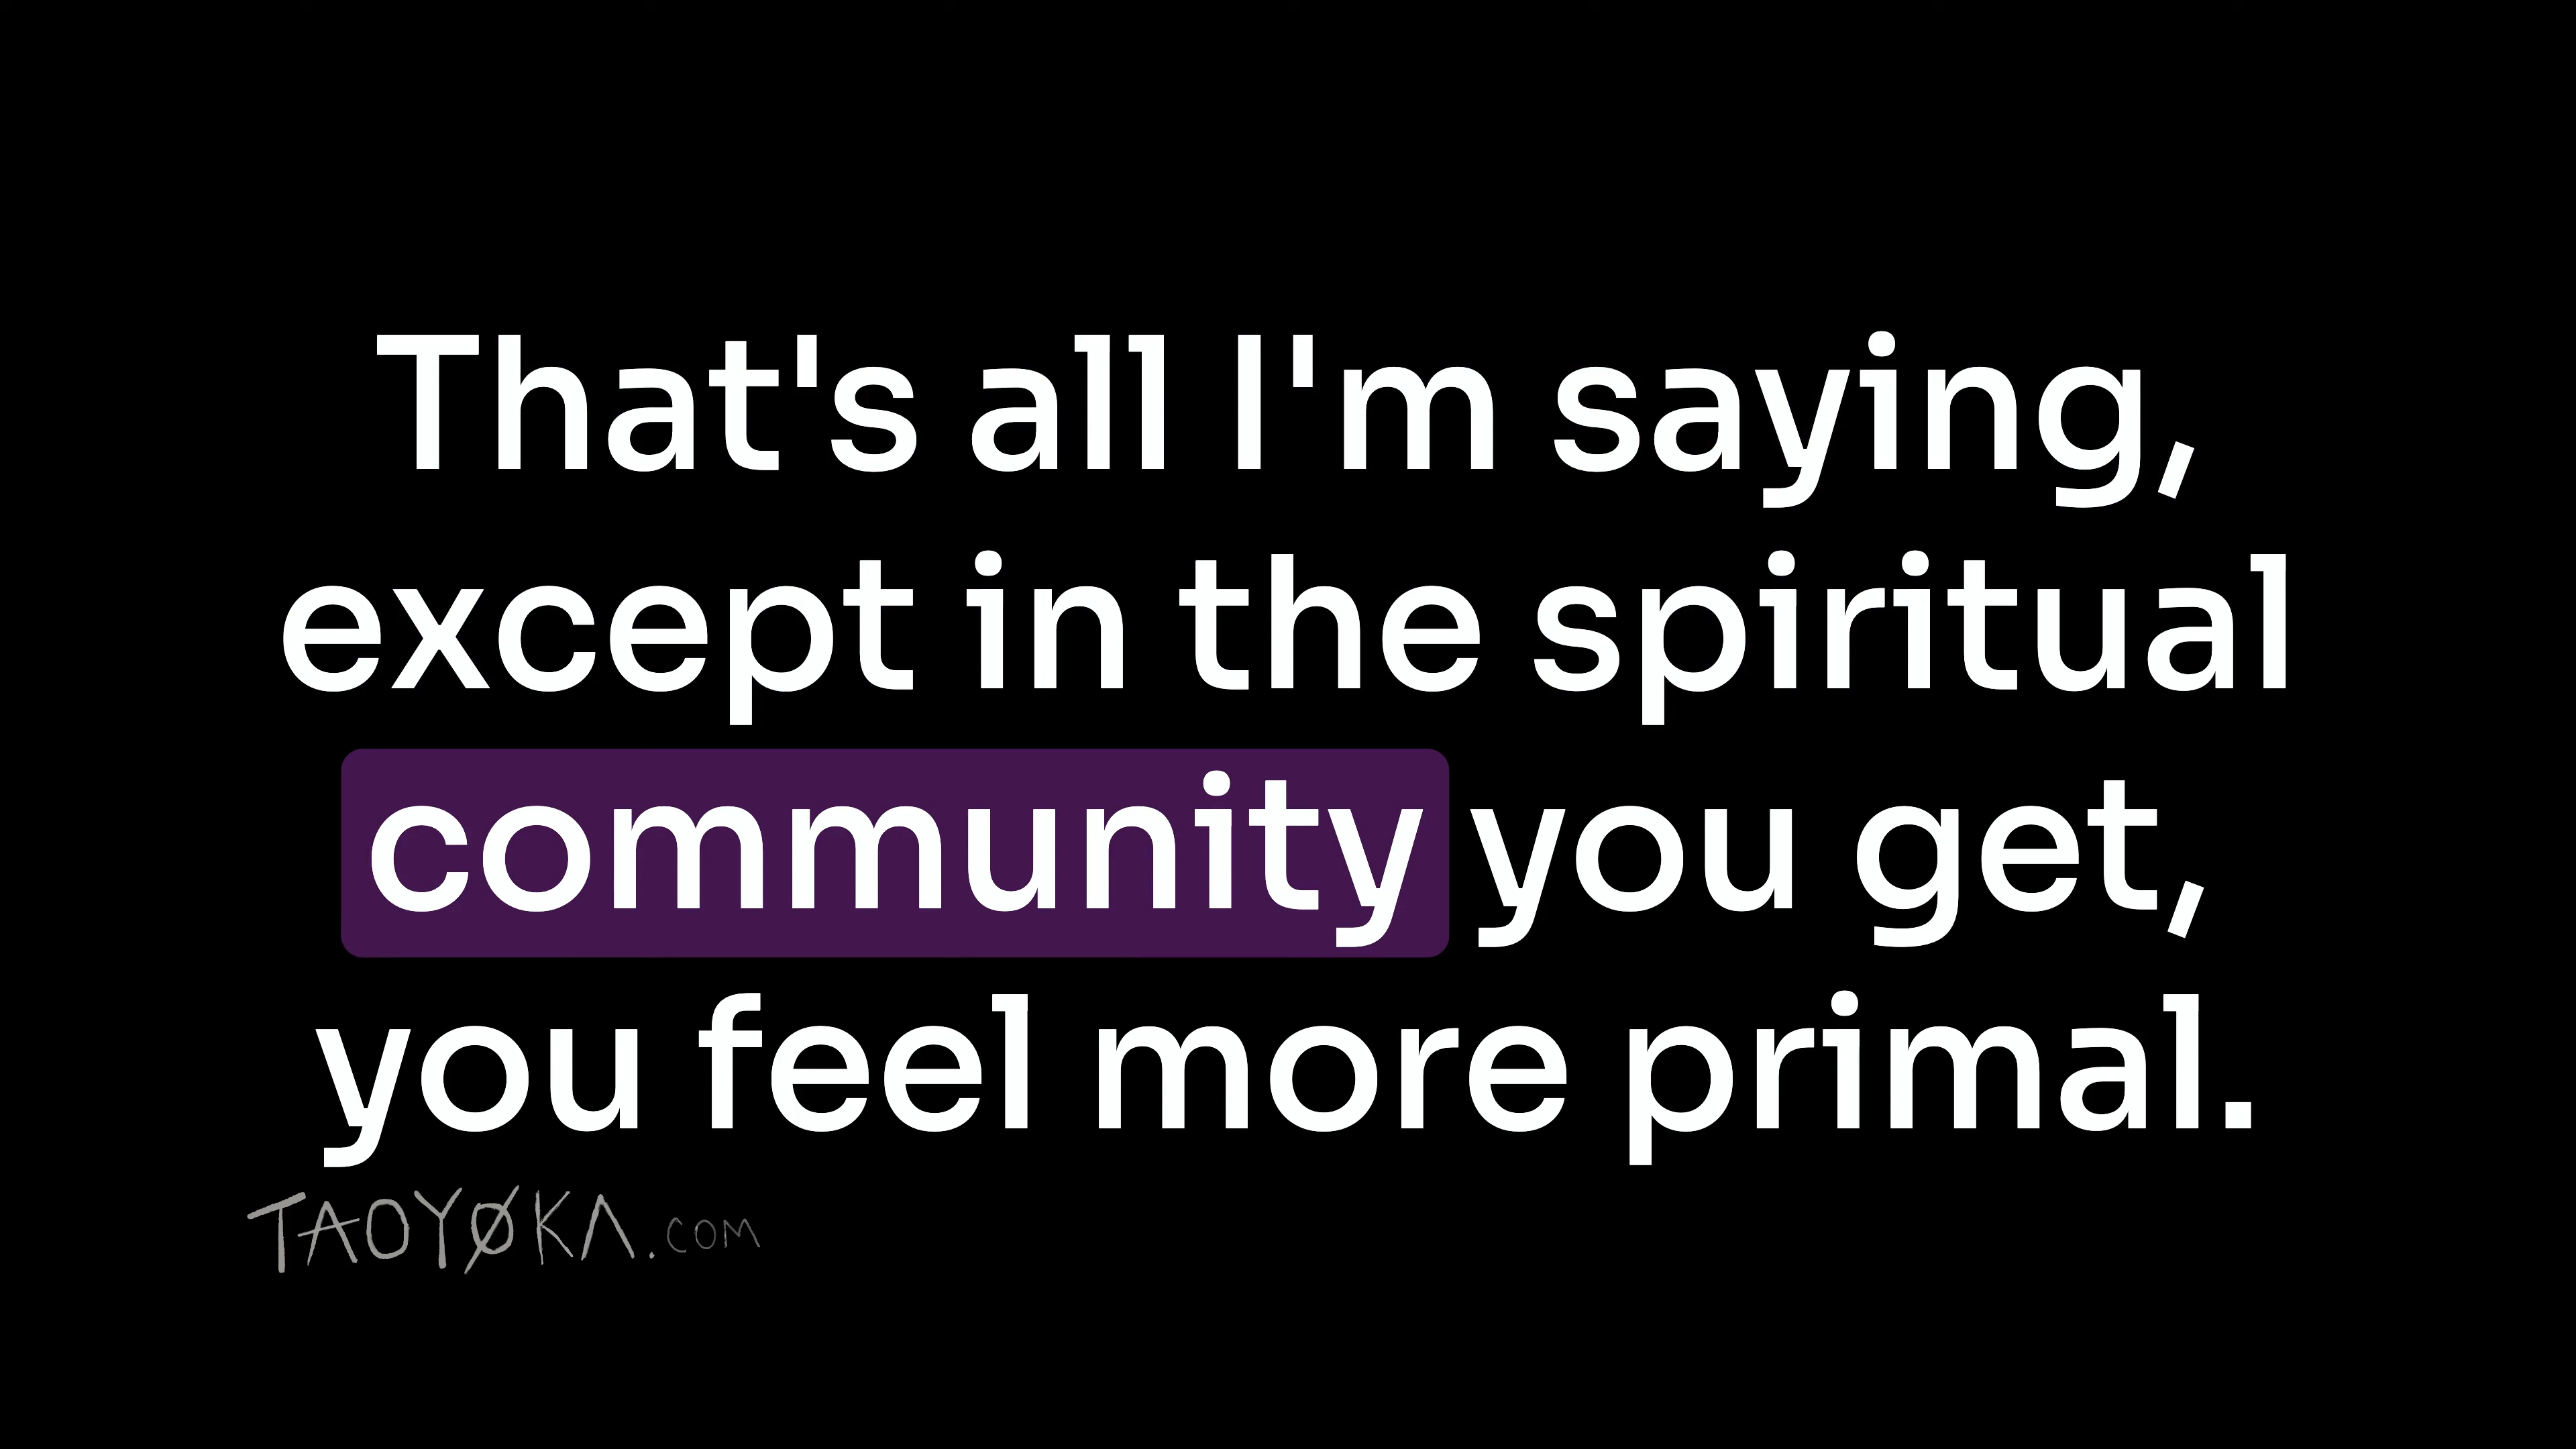 That's all I'm saying,
except in the spiritual
community you get,
you feel more primal.
TAOYØKA.COM